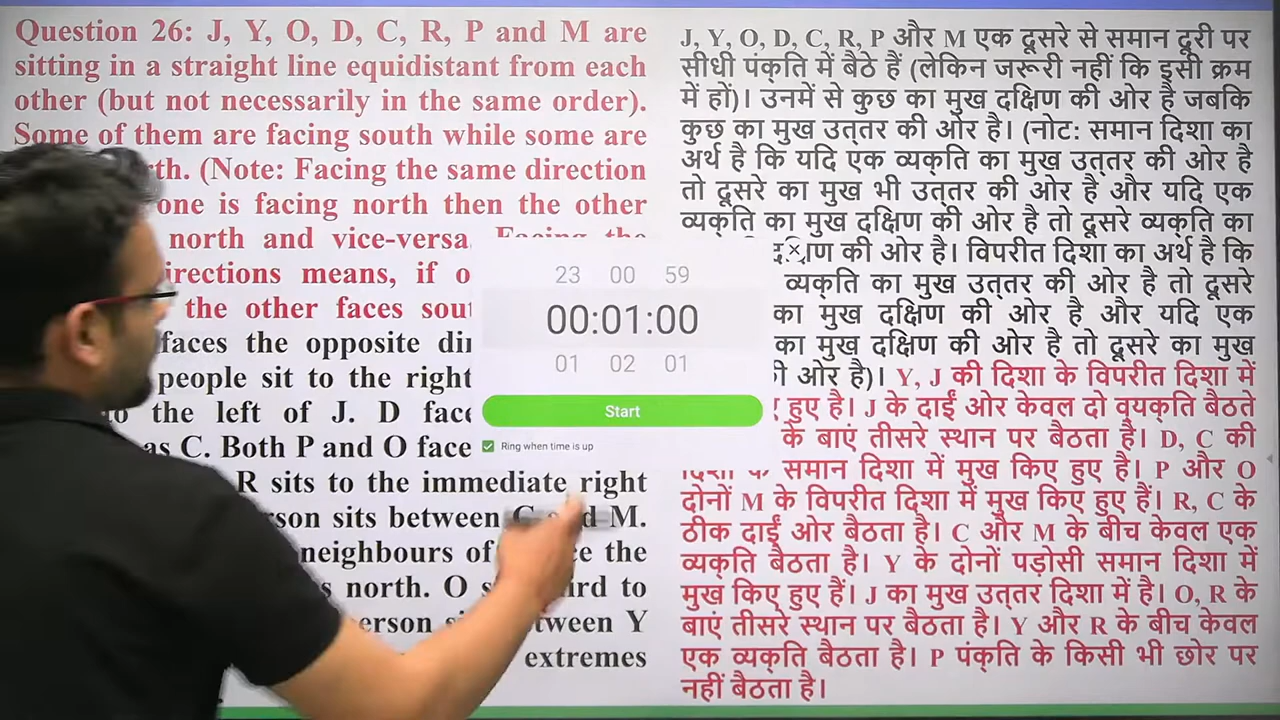 Question 26: J, Y, O, D, C, R, P and M are
sitting in a straight line equidistant from each
other (but not necessarily in the same order).
Some of them are facing south while some are
(Note: Facing the same direction
one is facing north then the other
north and vice-versa. Facing the
means, if
the other faces
faces the opposite
people sit to the right
the left of J. D
as C. Both P and O face
R sits to the immediate right
sits between C M.
neighbours of the
north. O to
Y
extremes
J, Y, O, D, C, R, P और M एक दूसरे से समान दूरी पर
सीधी पंक्ति में बैठे हैं (लेकिन जरूरी नहीं कि इसी क्रम
में हों)। उनमें से कुछ का मुख दक्षिण की ओर है जबकि
कुछ का मुख उत्तर की ओर है। (नोट: समान दिशा का
अर्थ है कि यदि एक व्यक्ति का मुख उत्तर की ओर है
तो दूसरे का मुख भी उत्तर की ओर है और यदि एक
व्यक्ति का मुख दक्षिण की ओर है तो दूसरे व्यक्ति का
की ओर है। विपरीत दिशा का अर्थ है कि
व्यक्ति का मुख उत्तर की ओर है तो दूसरे
का मुख दक्षिण की ओर है और यदि एक
का मुख दक्षिण की ओर है तो दूसरे का मुख
ओर है)। Y, J की दिशा के विपरीत दिशा में
हुए है। J के दाईं ओर केवल दो व्यक्ति बैठते
के बाएं तीसरे स्थान पर बैठता है। D, C की
समान दिशा में मुख किए हुए है। P और O
दोनों M के विपरीत दिशा में मुख किए हुए हैं। R, C के
ठीक दाईं ओर बैठता है। C और M के बीच केवल एक
व्यक्ति बैठता है। Y के दोनों पड़ोसी समान दिशा में
मुख किए हुए हैं। J का मुख उत्तर दिशा में है। O, R के
बाएं तीसरे स्थान पर बैठता है। Y और R के बीच केवल
एक व्यक्ति बैठता है। P पंक्ति के किसी भी छोर पर
नहीं बैठता है।
23 00 59
00:01:00
01 02 01
Start
Ring when time is up